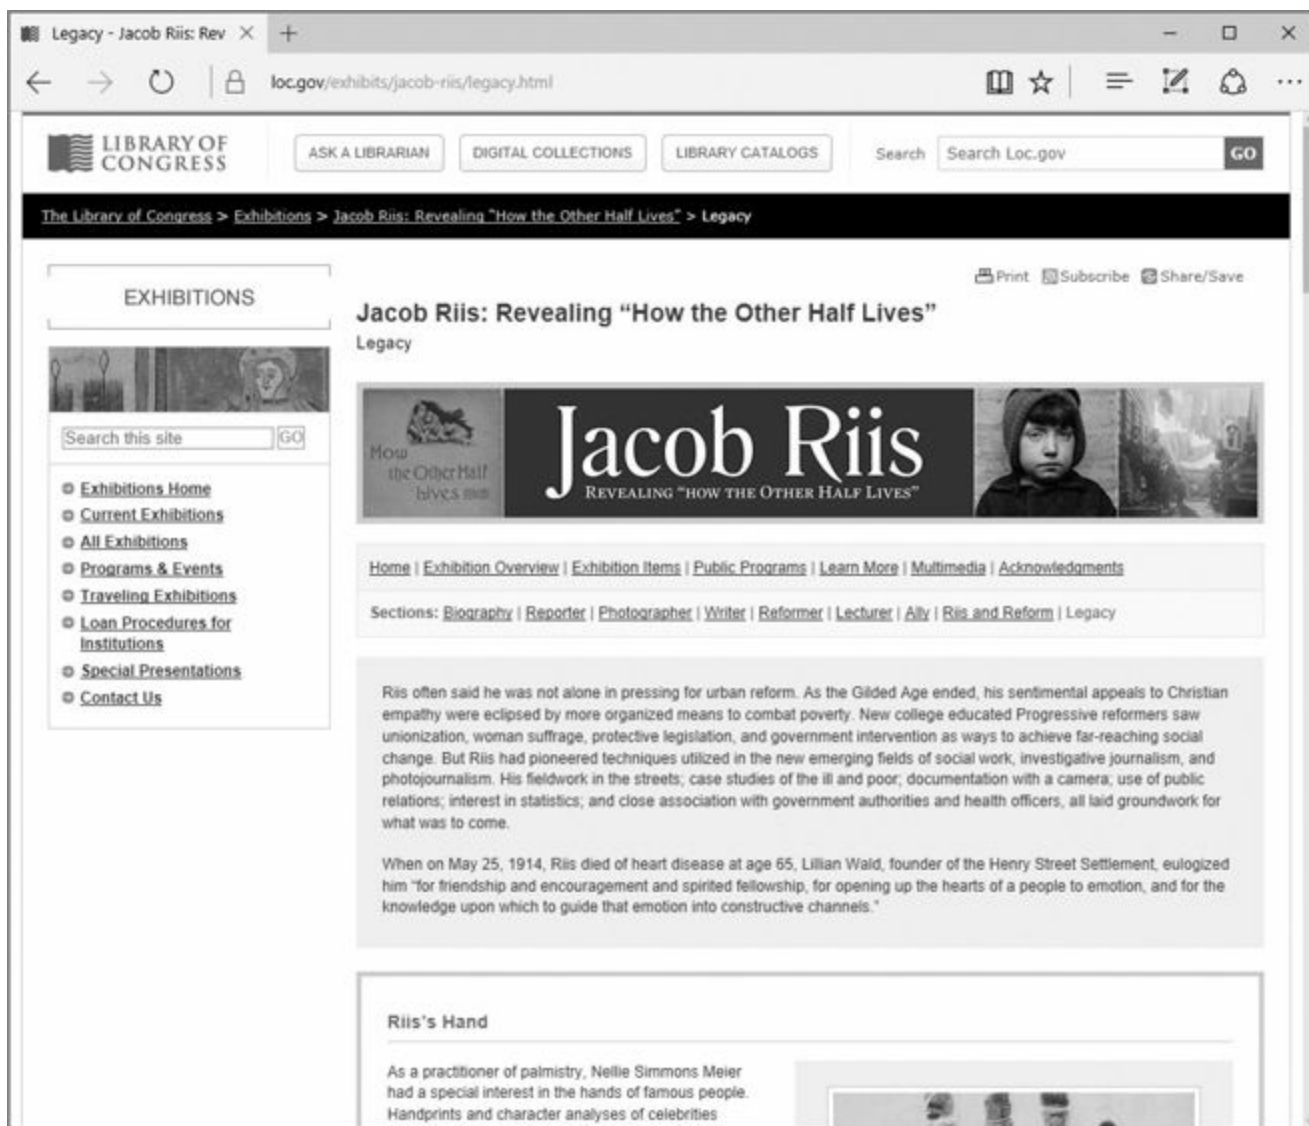 Legacy - Jacob Riis: Rev
loc.gov/exhibits/jacob-riis/legacy.html
LIBRARY OF
CONGRESS
ASK A LIBRARIAN
DIGITAL COLLECTIONS
LIBRARY CATALOGS
Search
Search Loc.gov
GO
The Library of Congress > Exhibitions > Jacob Riis: Revealing "How the Other Half Lives" > Legacy
Print Subscribe Share/Save
EXHIBITIONS
Search this site
GO
Exhibitions Home
Current Exhibitions
All Exhibitions
Programs & Events
Traveling Exhibitions
Loan Procedures for
Institutions
Special Presentations
Contact Us
Jacob Riis: Revealing “How the Other Half Lives”
Legacy
How
the Other Half
Lives
Jacob Riis
REVEALING “HOW THE OTHER HALF LIVES”
Home | Exhibition Overview | Exhibition Items | Public Programs | Learn More | Multimedia | Acknowledgments
Sections: Biography | Reporter | Photographer | Writer | Reformer | Lecturer | Ally | Riis and Reform | Legacy
Riis often said he was not alone in pressing for urban reform. As the Gilded Age ended, his sentimental appeals to Christian
empathy were eclipsed by more organized means to combat poverty. New college educated Progressive reformers saw
unionization, woman suffrage, protective legislation, and government intervention as ways to achieve far-reaching social
change. But Riis had pioneered techniques utilized in the new emerging fields of social work, investigative journalism, and
photojournalism. His fieldwork in the streets; case studies of the ill and poor; documentation with a camera; use of public
relations; interest in statistics; and close association with government authorities and health officers, all laid groundwork for
what was to come.
When on May 25, 1914, Riis died of heart disease at age 65, Lillian Wald, founder of the Henry Street Settlement, eulogized
him "for friendship and encouragement and spirited fellowship, for opening up the hearts of a people to emotion, and for the
knowledge upon which to guide that emotion into constructive channels."
Riis's Hand
As a practitioner of palmistry, Nellie Simmons Meier
had a special interest in the hands of famous people.
Handprints and character analyses of celebrities